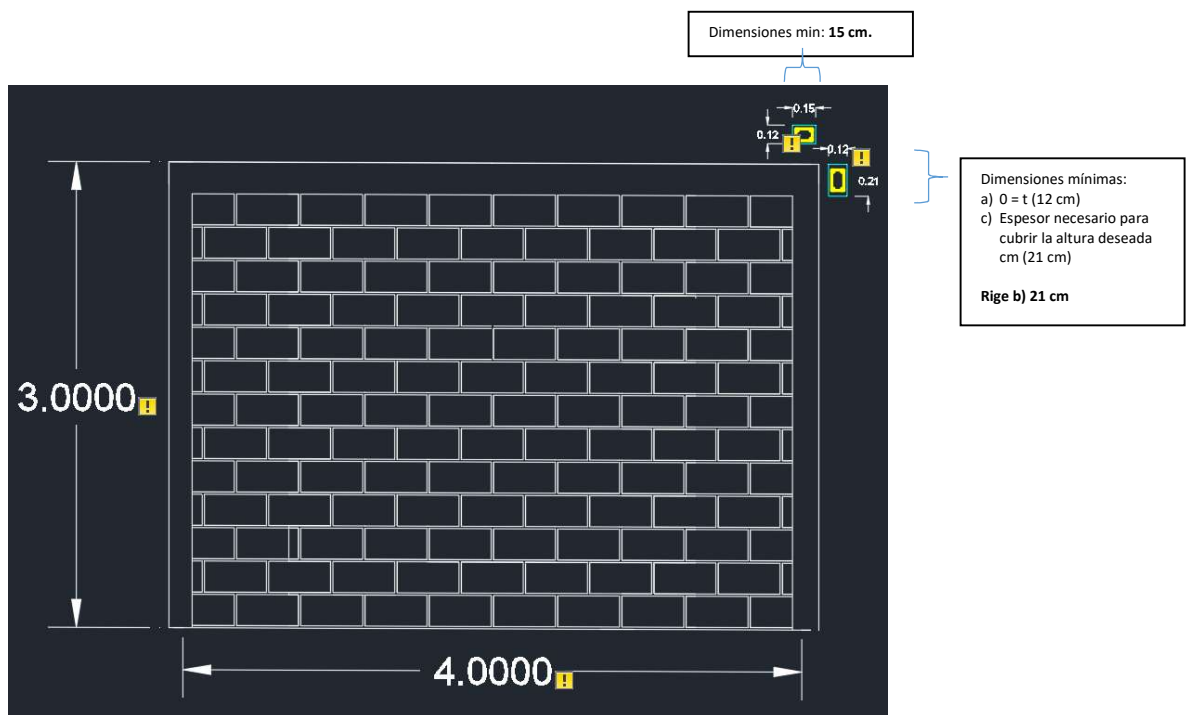 Dimensiones min: 15 cm.
0.15
0.12
0.12
0.21
Dimensiones mínimas:
a) 0 = t (12 cm)
c) Espesor necesario para
cubrir la altura deseada
cm (21 cm)
Rige b) 21 cm
3.0000
4.0000